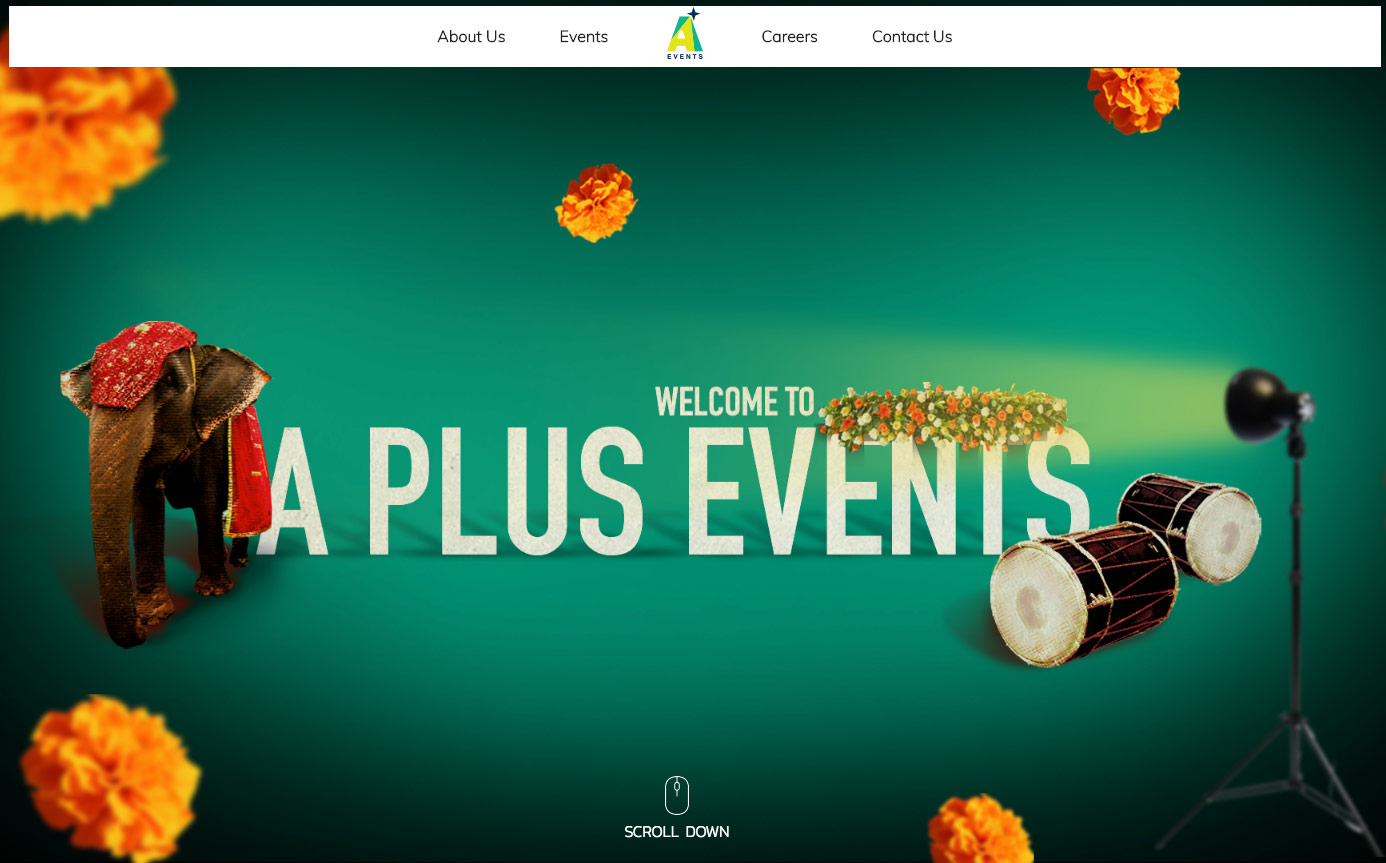 About Us
Events
A
EVENTS
Careers
Contact Us
WELCOME TO
A PLUS EVENTS
SCROLL DOWN